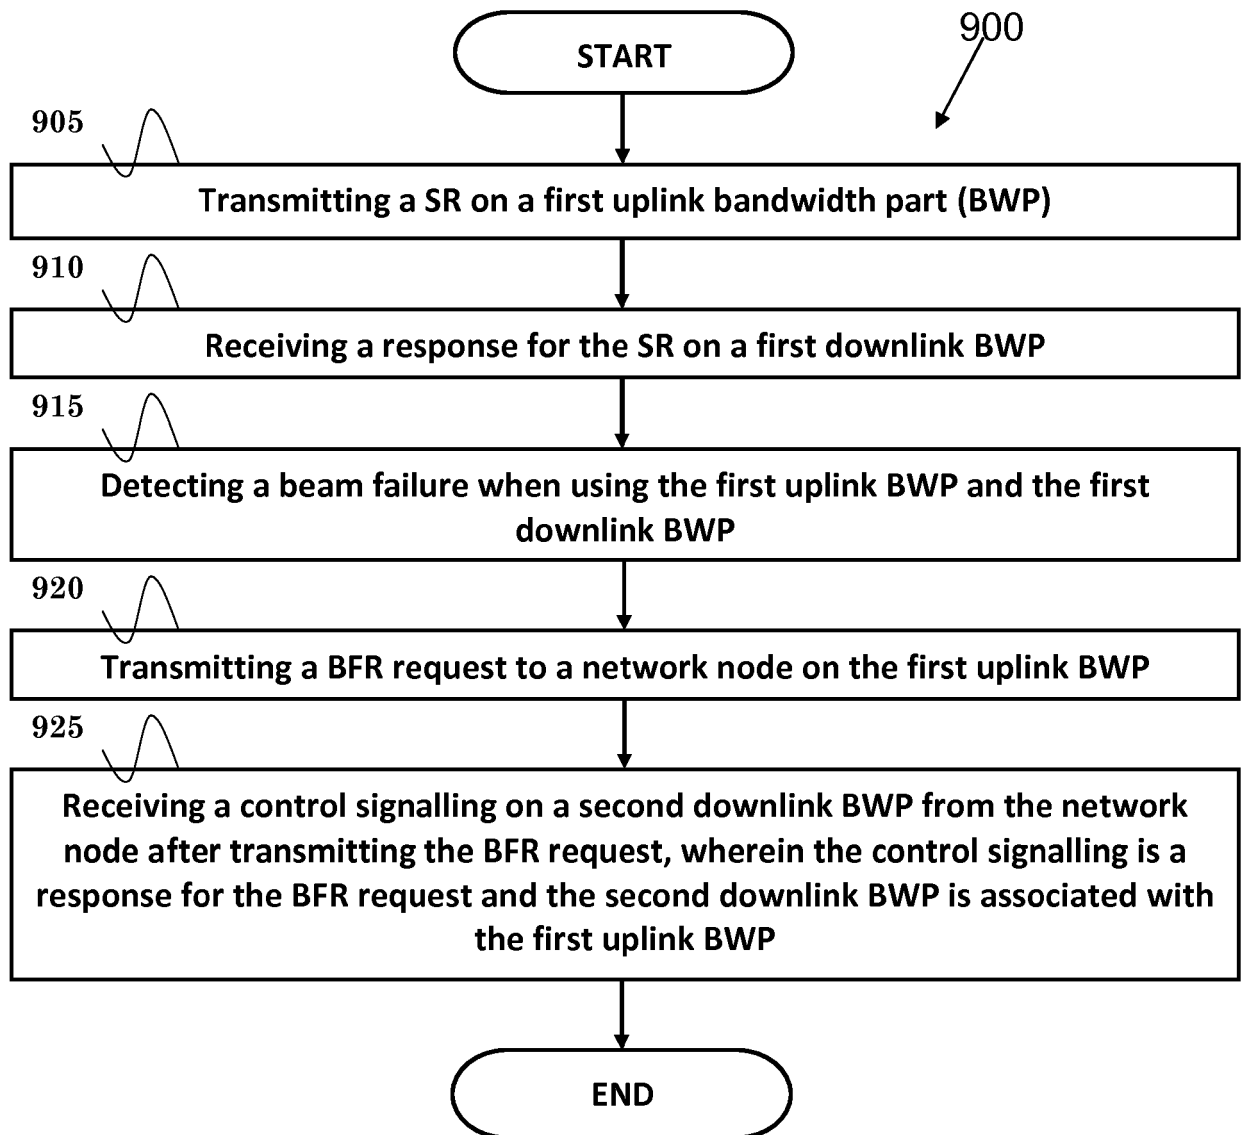 START
900
905
Transmitting a SR on a first uplink bandwidth part (BWP)
910
Receiving a response for the SR on a first downlink BWP
915
Detecting a beam failure when using the first uplink BWP and the first
downlink BWP
920
Transmitting a BFR request to a network node on the first uplink BWP
925
Receiving a control signalling on a second downlink BWP from the network
node after transmitting the BFR request, wherein the control signalling is a
response for the BFR request and the second downlink BWP is associated with
the first uplink BWP
END